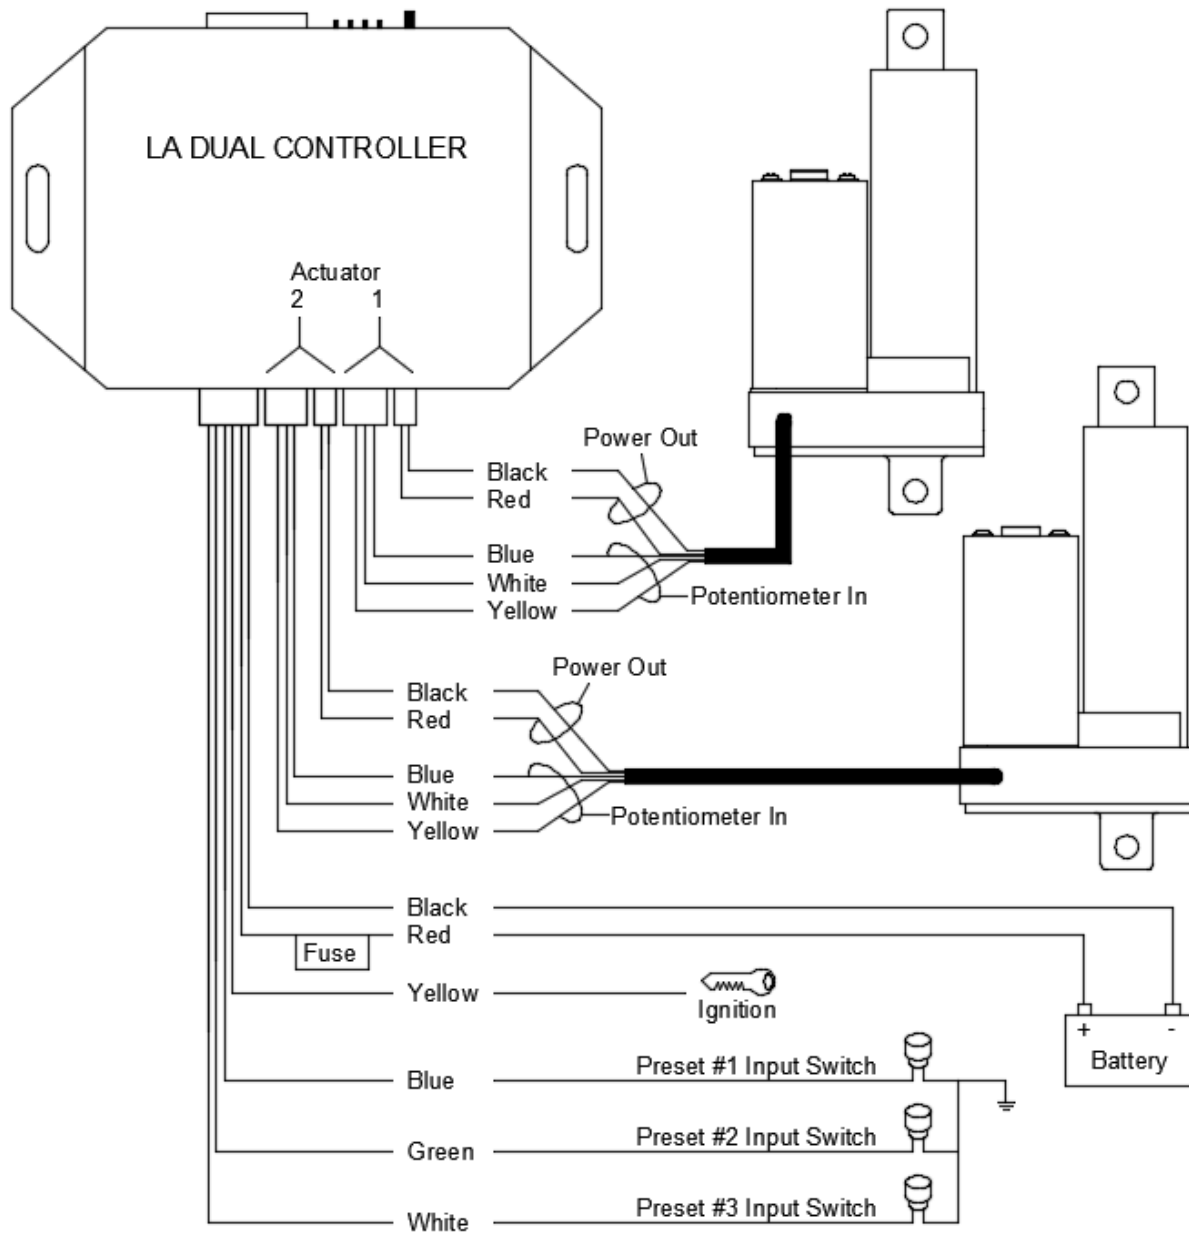 LA DUAL CONTROLLER
Actuator
2 1
Power Out
Black
Red
Blue
White
Yellow
Potentiometer In
Power Out
Black
Red
Blue
White
Yellow
Potentiometer In
Black
Red
Fuse
Yellow
Ignition
+ -
Battery
Blue
Preset #1 Input Switch
Green
Preset #2 Input Switch
White
Preset #3 Input Switch